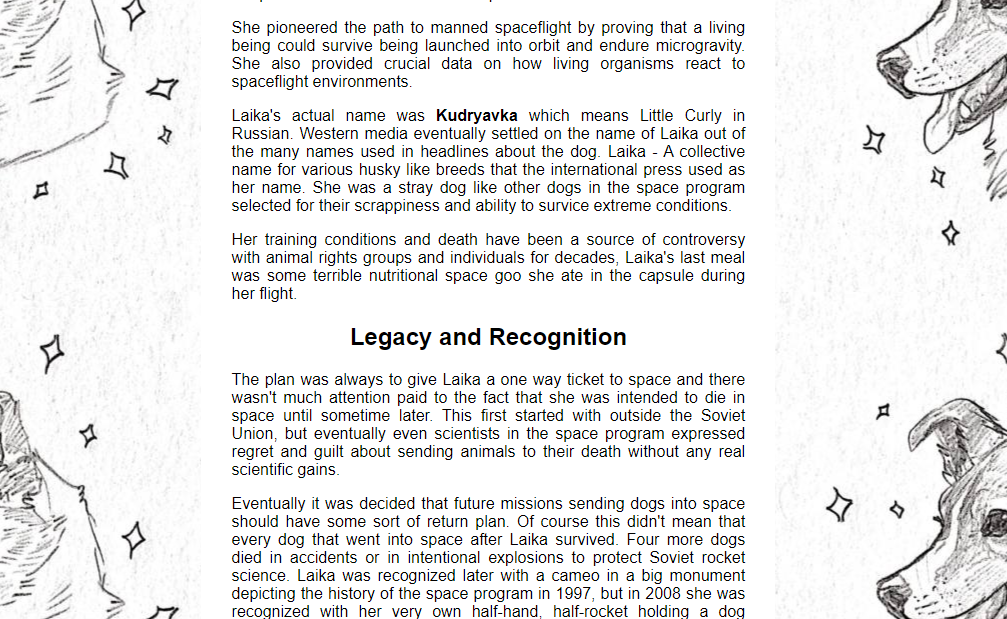 She pioneered the path to manned spaceflight by proving that a living
being could survive being launched into orbit and endure microgravity.
She also provided crucial data on how living organisms react to
spaceflight environments.
Laika's actual name was Kudryavka which means Little Curly in
Russian. Western media eventually settled on the name of Laika out of
the many names used in headlines about the dog. Laika - A collective
name for various husky like breeds that the international press used as
her name. She was a stray dog like other dogs in the space program
selected for their scrappiness and ability to survice extreme conditions.
Her training conditions and death have been a source of controversy
with animal rights groups and individuals for decades, Laika's last meal
was some terrible nutritional space goo she ate in the capsule during
her flight.
Legacy and Recognition
The plan was always to give Laika a one way ticket to space and there
wasn't much attention paid to the fact that she was intended to die in
space until sometime later. This first started with outside the Soviet
Union, but eventually even scientists in the space program expressed
regret and guilt about sending animals to their death without any real
scientific gains.
Eventually it was decided that future missions sending dogs into space
should have some sort of return plan. Of course this didn't mean that
every dog that went into space after Laika survived. Four more dogs
died in accidents or in intentional explosions to protect Soviet rocket
science. Laika was recognized later with a cameo in a big monument
depicting the history of the space program in 1997, but in 2008 she was
recognized with her very own half-hand, half-rocket holding a dog